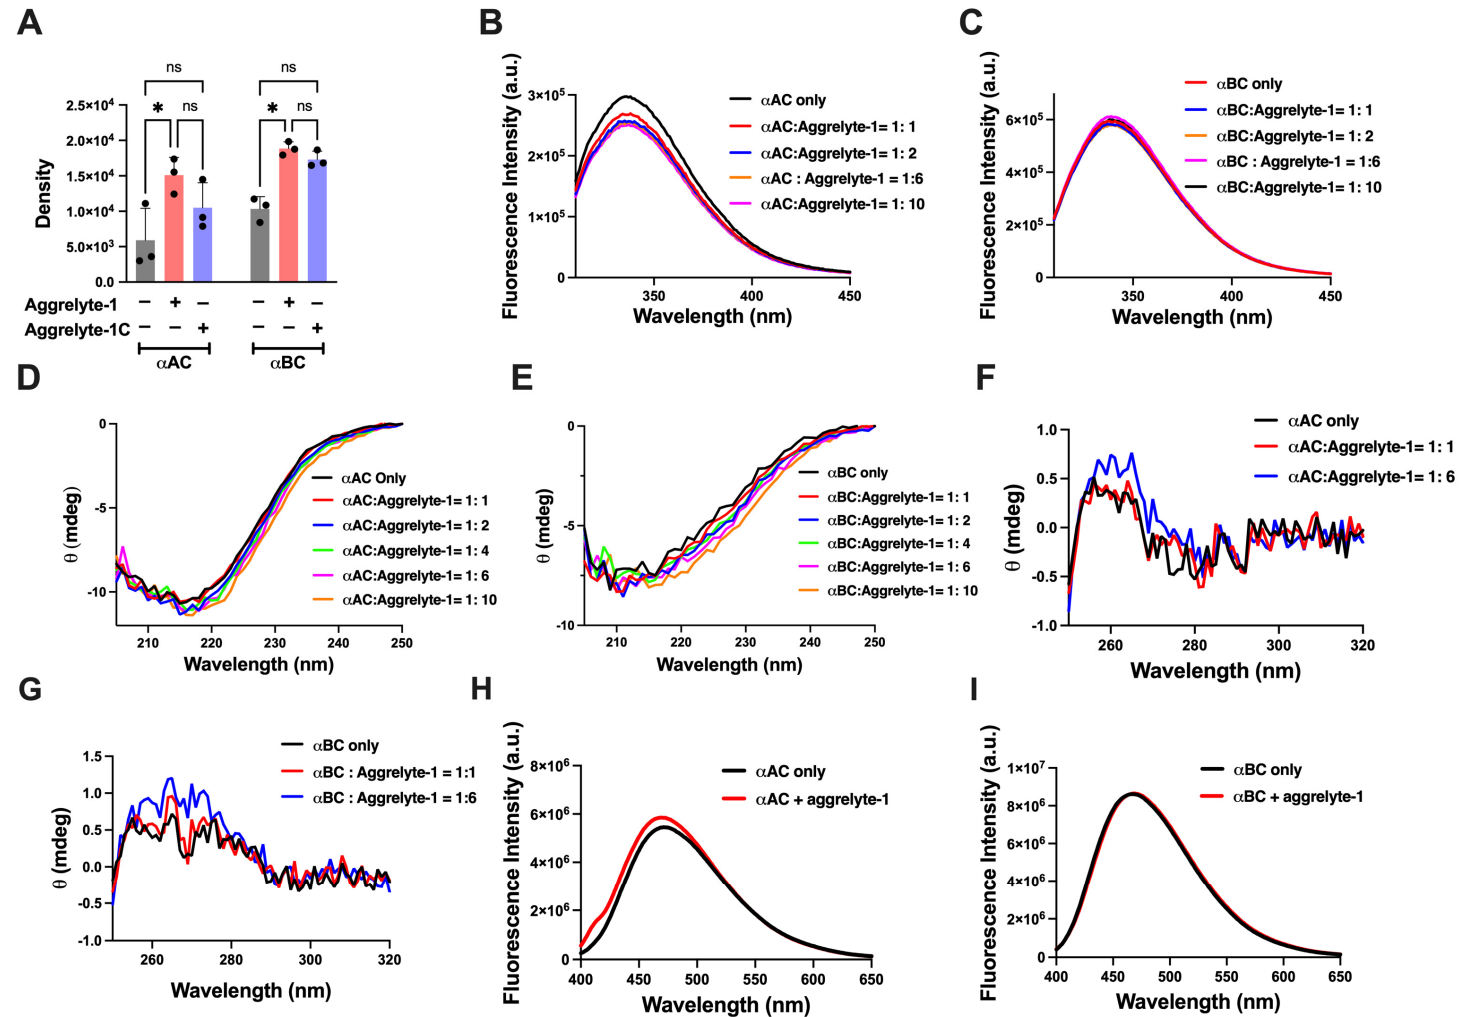 A
ns
ns
* ns
* ns
Density
2.5×10⁴
2.0×10⁴
1.5×10⁴
1.0×10⁴
5.0×10³
0.0
Aggrelyte-1 − + − − + −
Aggrelyte-1C − − + − − +
αAC αBC
B
Fluorescence Intensity (a.u.)
3×10⁵
2×10⁵
1×10⁵
0
350 400 450
Wavelength (nm)
αAC only
αAC:Aggrelyte-1= 1: 1
αAC:Aggrelyte-1= 1: 2
αAC : Aggrelyte-1 = 1:6
αAC:Aggrelyte-1= 1: 10
C
Fluorescence Intensity (a.u.)
6×10⁵
4×10⁵
2×10⁵
0
350 400 450
Wavelength (nm)
αBC only
αBC:Aggrelyte-1= 1: 1
αBC:Aggrelyte-1= 1: 2
αBC : Aggrelyte-1 = 1:6
αBC:Aggrelyte-1= 1: 10
D
θ (mdeg)
0
-5
-10
210 220 230 240 250
Wavelength (nm)
αAC Only
αAC:Aggrelyte-1= 1: 1
αAC:Aggrelyte-1= 1: 2
αAC:Aggrelyte-1= 1: 4
αAC:Aggrelyte-1= 1: 6
αAC:Aggrelyte-1= 1: 10
E
θ (mdeg)
0
-5
-10
210 220 230 240 250
Wavelength (nm)
αBC only
αBC:Aggrelyte-1= 1: 1
αBC:Aggrelyte-1= 1: 2
αBC:Aggrelyte-1= 1: 4
αBC:Aggrelyte-1= 1: 6
αBC:Aggrelyte-1= 1: 10
F
θ (mdeg)
1.0
0.5
0.0
-0.5
-1.0
260 280 300 320
Wavelength (nm)
αAC only
αAC:Aggrelyte-1= 1: 1
αAC:Aggrelyte-1= 1: 6
G
θ (mdeg)
1.5
1.0
0.5
0.0
-0.5
-1.0
260 280 300 320
Wavelength (nm)
αBC only
αBC : Aggrelyte-1 = 1:1
αBC : Aggrelyte-1 = 1:6
H
Fluorescence Intensity (a.u.)
8×10⁶
6×10⁶
4×10⁶
2×10⁶
0
400 450 500 550 600 650
Wavelength (nm)
αAC only
αAC + aggrelyte-1
I
Fluorescence Intensity (a.u.)
1×10⁷
8×10⁶
6×10⁶
4×10⁶
2×10⁶
0
400 450 500 550 600 650
Wavelength (nm)
αBC only
αBC + aggrelyte-1